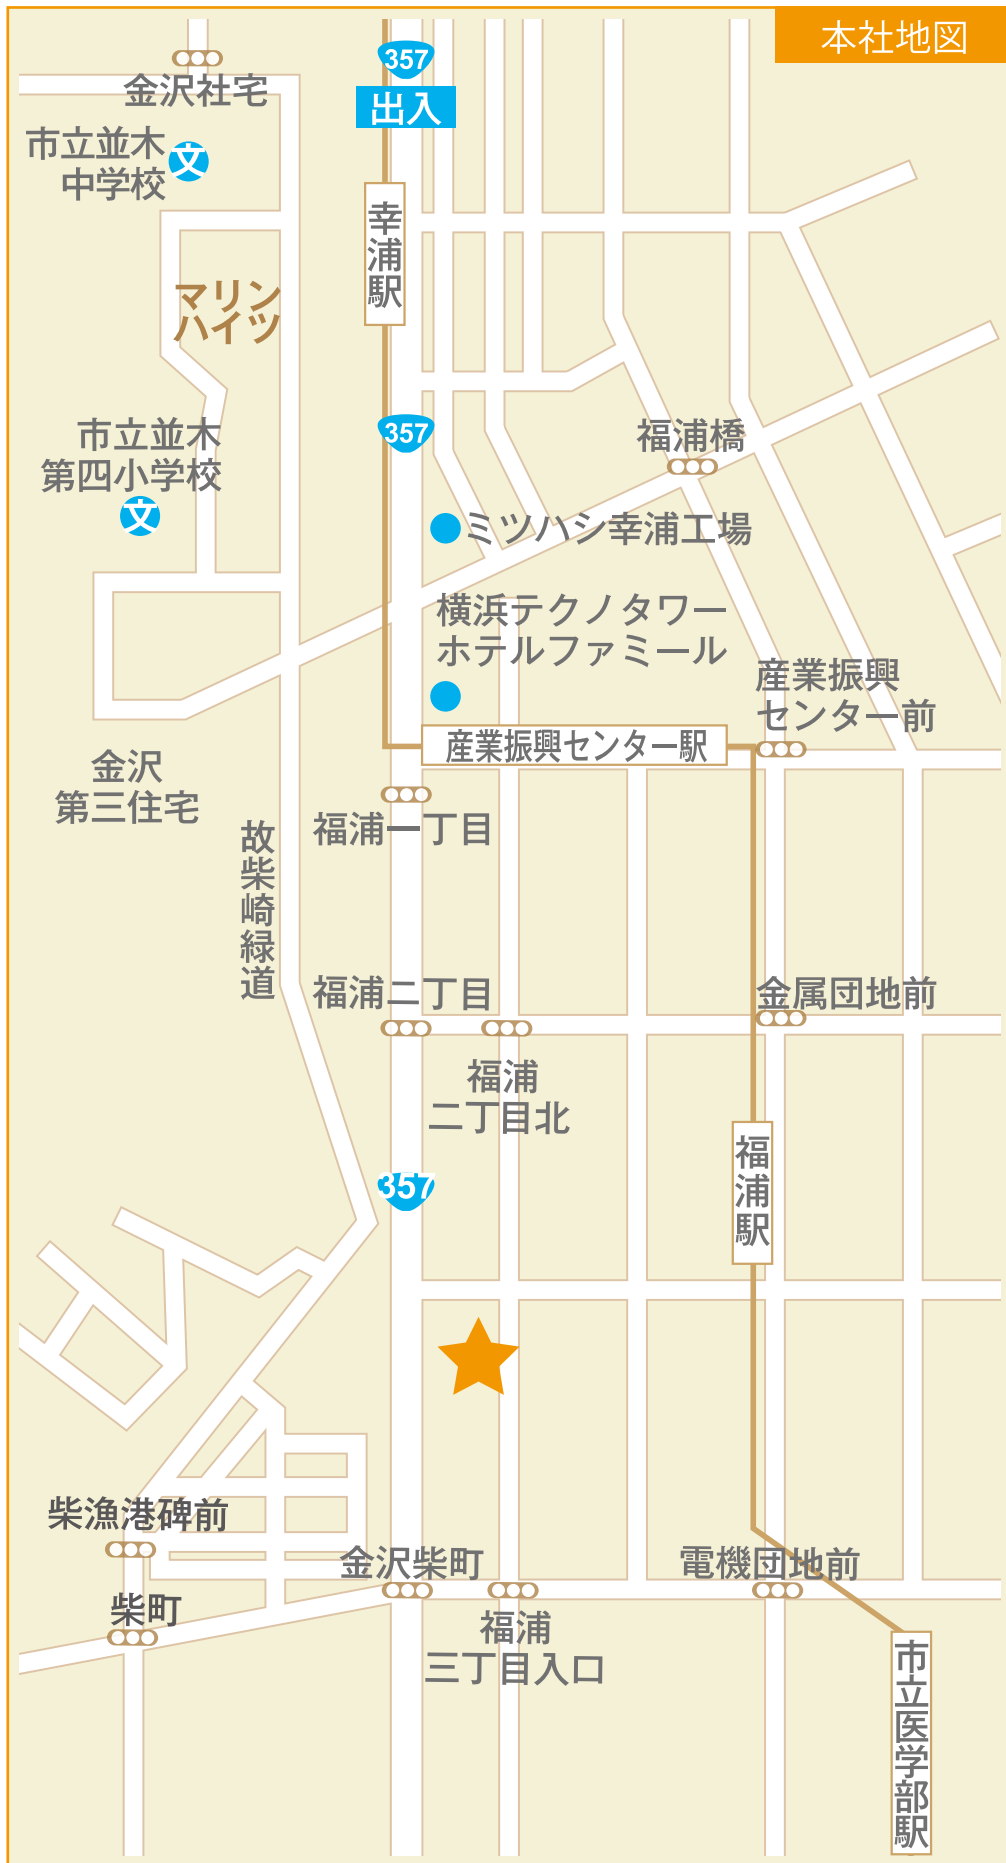 本社地図
357
出入
金沢社宅
市立並木
中学校
文
幸浦駅
マリン
ハイツ
357
市立並木
第四小学校
文
福浦橋
ミツハシ幸浦工場
横浜テクノタワー
ホテルファミール
産業振興
センター前
産業振興センター駅
金沢
第三住宅
福浦一丁目
故柴崎緑道
福浦二丁目
金属団地前
福浦
二丁目北
福浦駅
357
柴漁港碑前
金沢柴町
電機団地前
柴町
福浦
三丁目入口
市立医学部駅